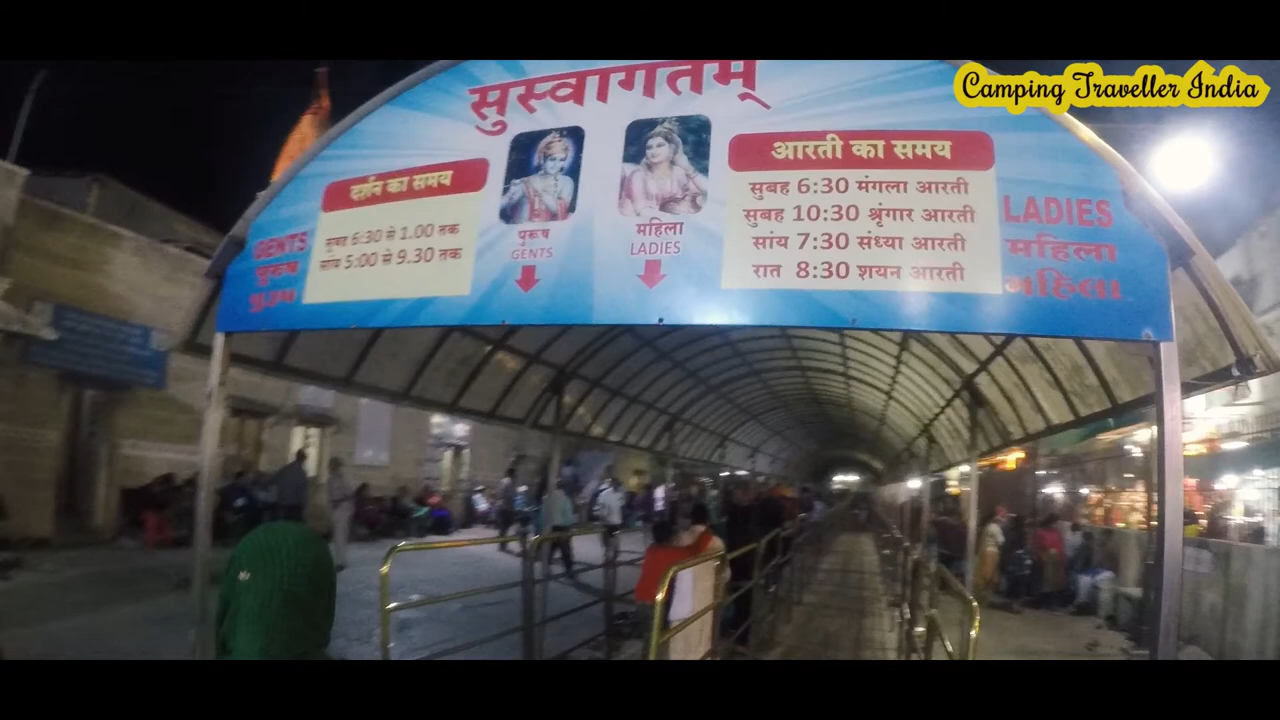 Camping Traveller India
सुस्वागतम्
दर्शन का समय
सुबह 6:30 से 1.00 तक
सांय 5:00 से 9.30 तक
GENTS
पुरूष
પુરૂષ
पुरूष
GENTS
महिला
LADIES
आरती का समय
सुबह 6:30 मंगला आरती
सुबह 10:30 श्रृंगार आरती
सांय 7:30 संध्या आरती
रात 8:30 शयन आरती
LADIES
महिला
મહિલા